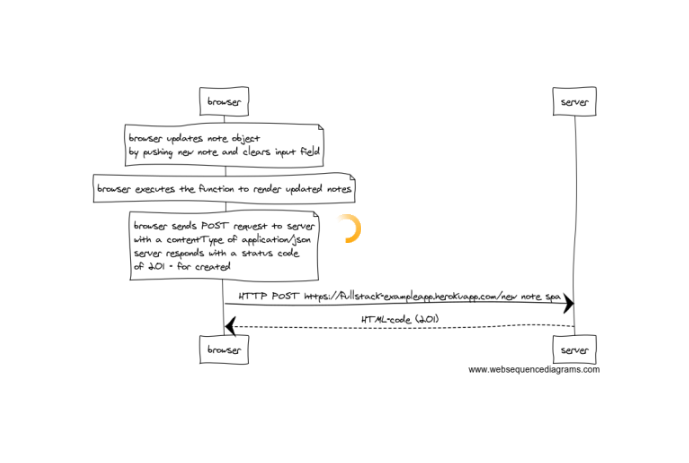 browser
server
browser updates note object
by pushing new note and clears input field
browser executes the function to render updated notes
browser sends POST request to server
with a contentType of application/json
server responds with a status code
of 201 - for created
HTTP POST https://fullstack-exampleapp.herokuapp.com/new note spa
HTML-code (201)
browser
server
www.websequencediagrams.com